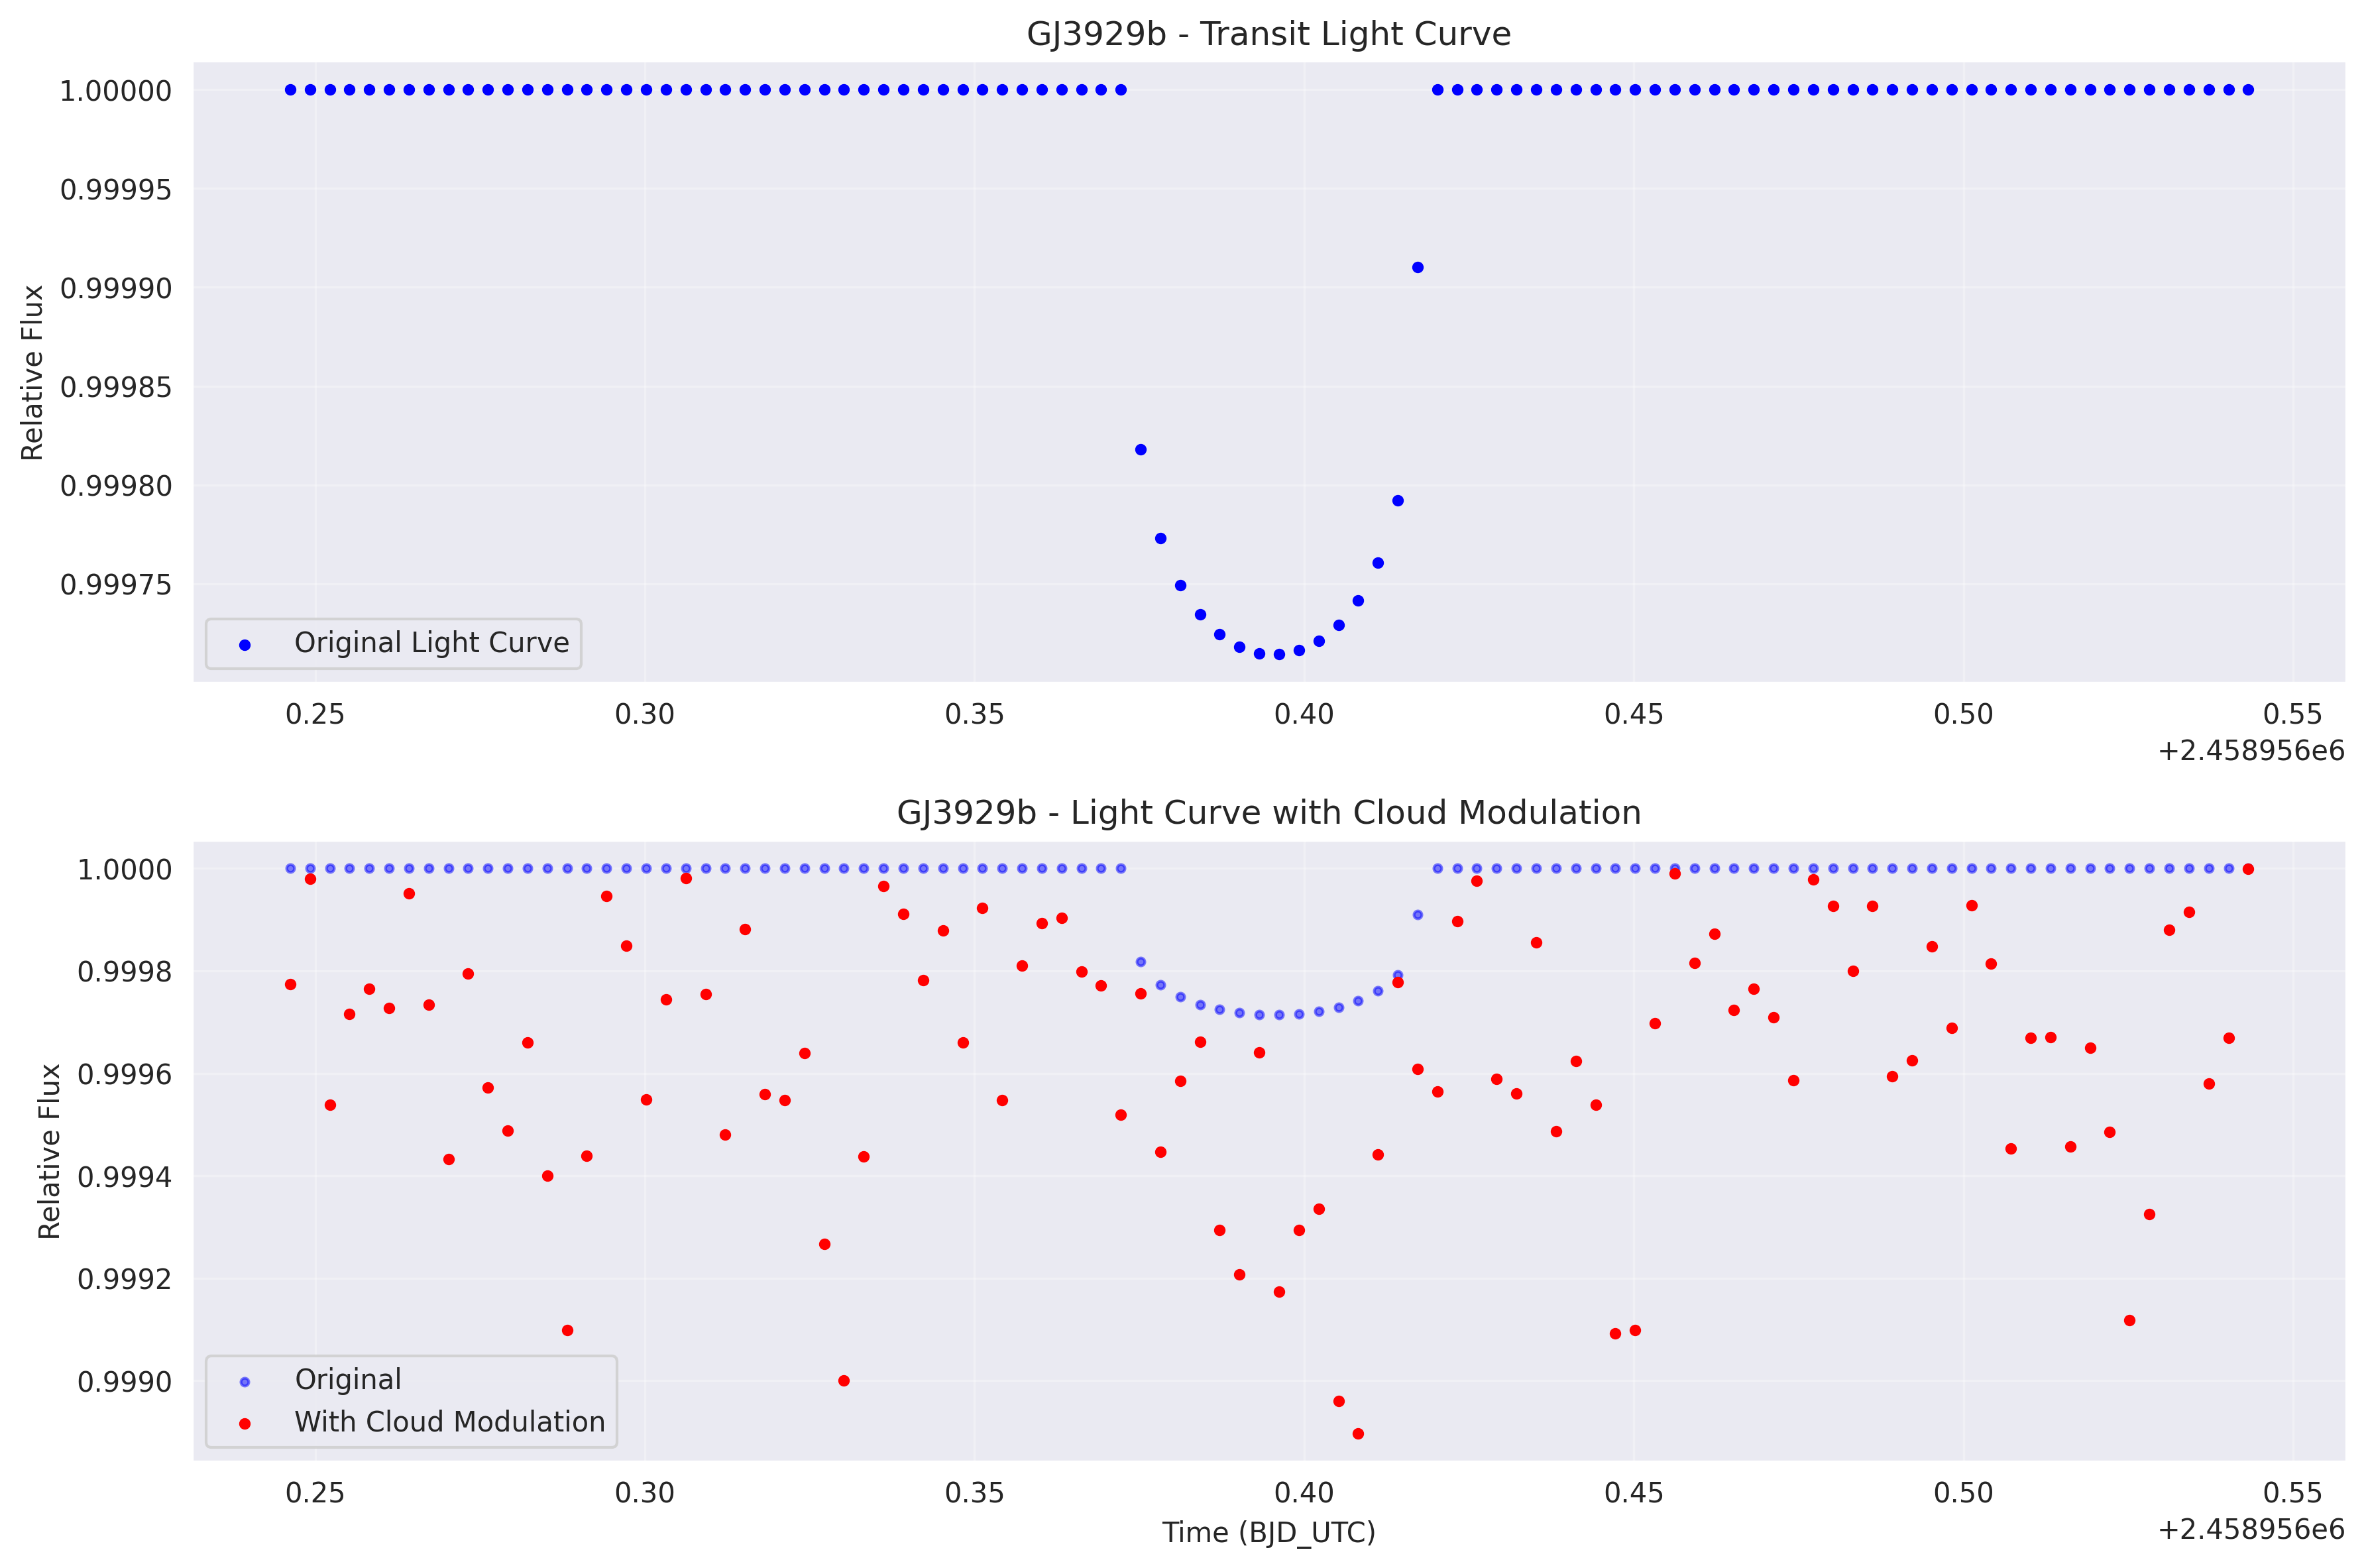 GJ3929b - Transit Light Curve
Relative Flux
1.00000
0.99995
0.99990
0.99985
0.99980
0.99975
Original Light Curve
0.25 0.30 0.35 0.40 0.45 0.50 0.55
+2.458956e6
GJ3929b - Light Curve with Cloud Modulation
Relative Flux
1.0000
0.9998
0.9996
0.9994
0.9992
0.9990
Original
With Cloud Modulation
0.25 0.30 0.35 0.40 0.45 0.50 0.55
Time (BJD_UTC)
+2.458956e6